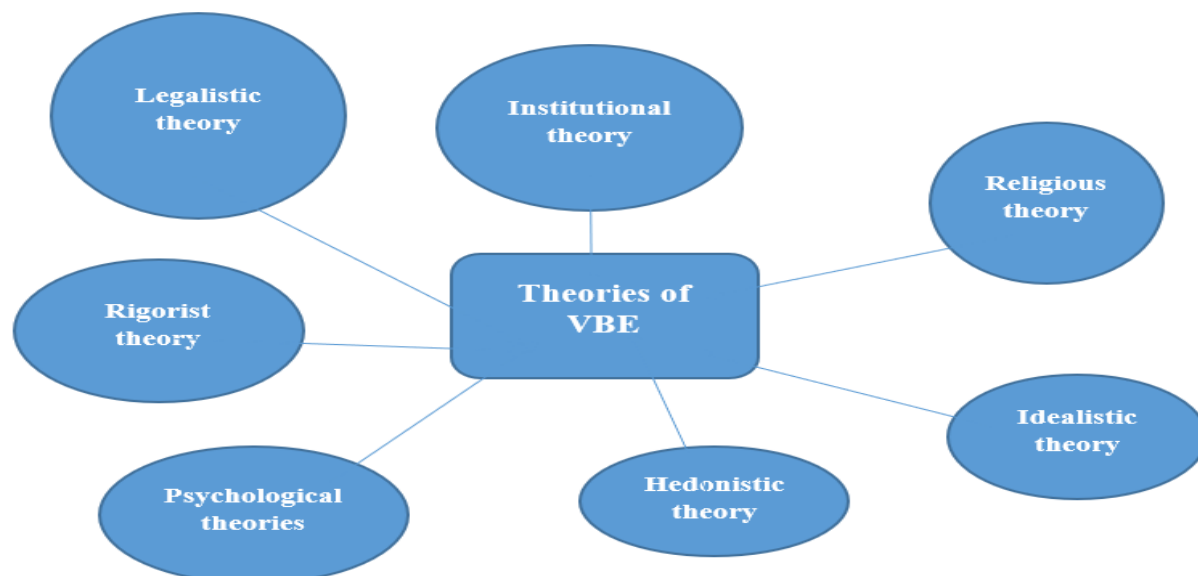 Legalistic
theory
Institutional
theory
Religious
theory
Theories of
VBE
Rigorist
theory
Idealistic
theory
Psychological
theories
Hedonistic
theory